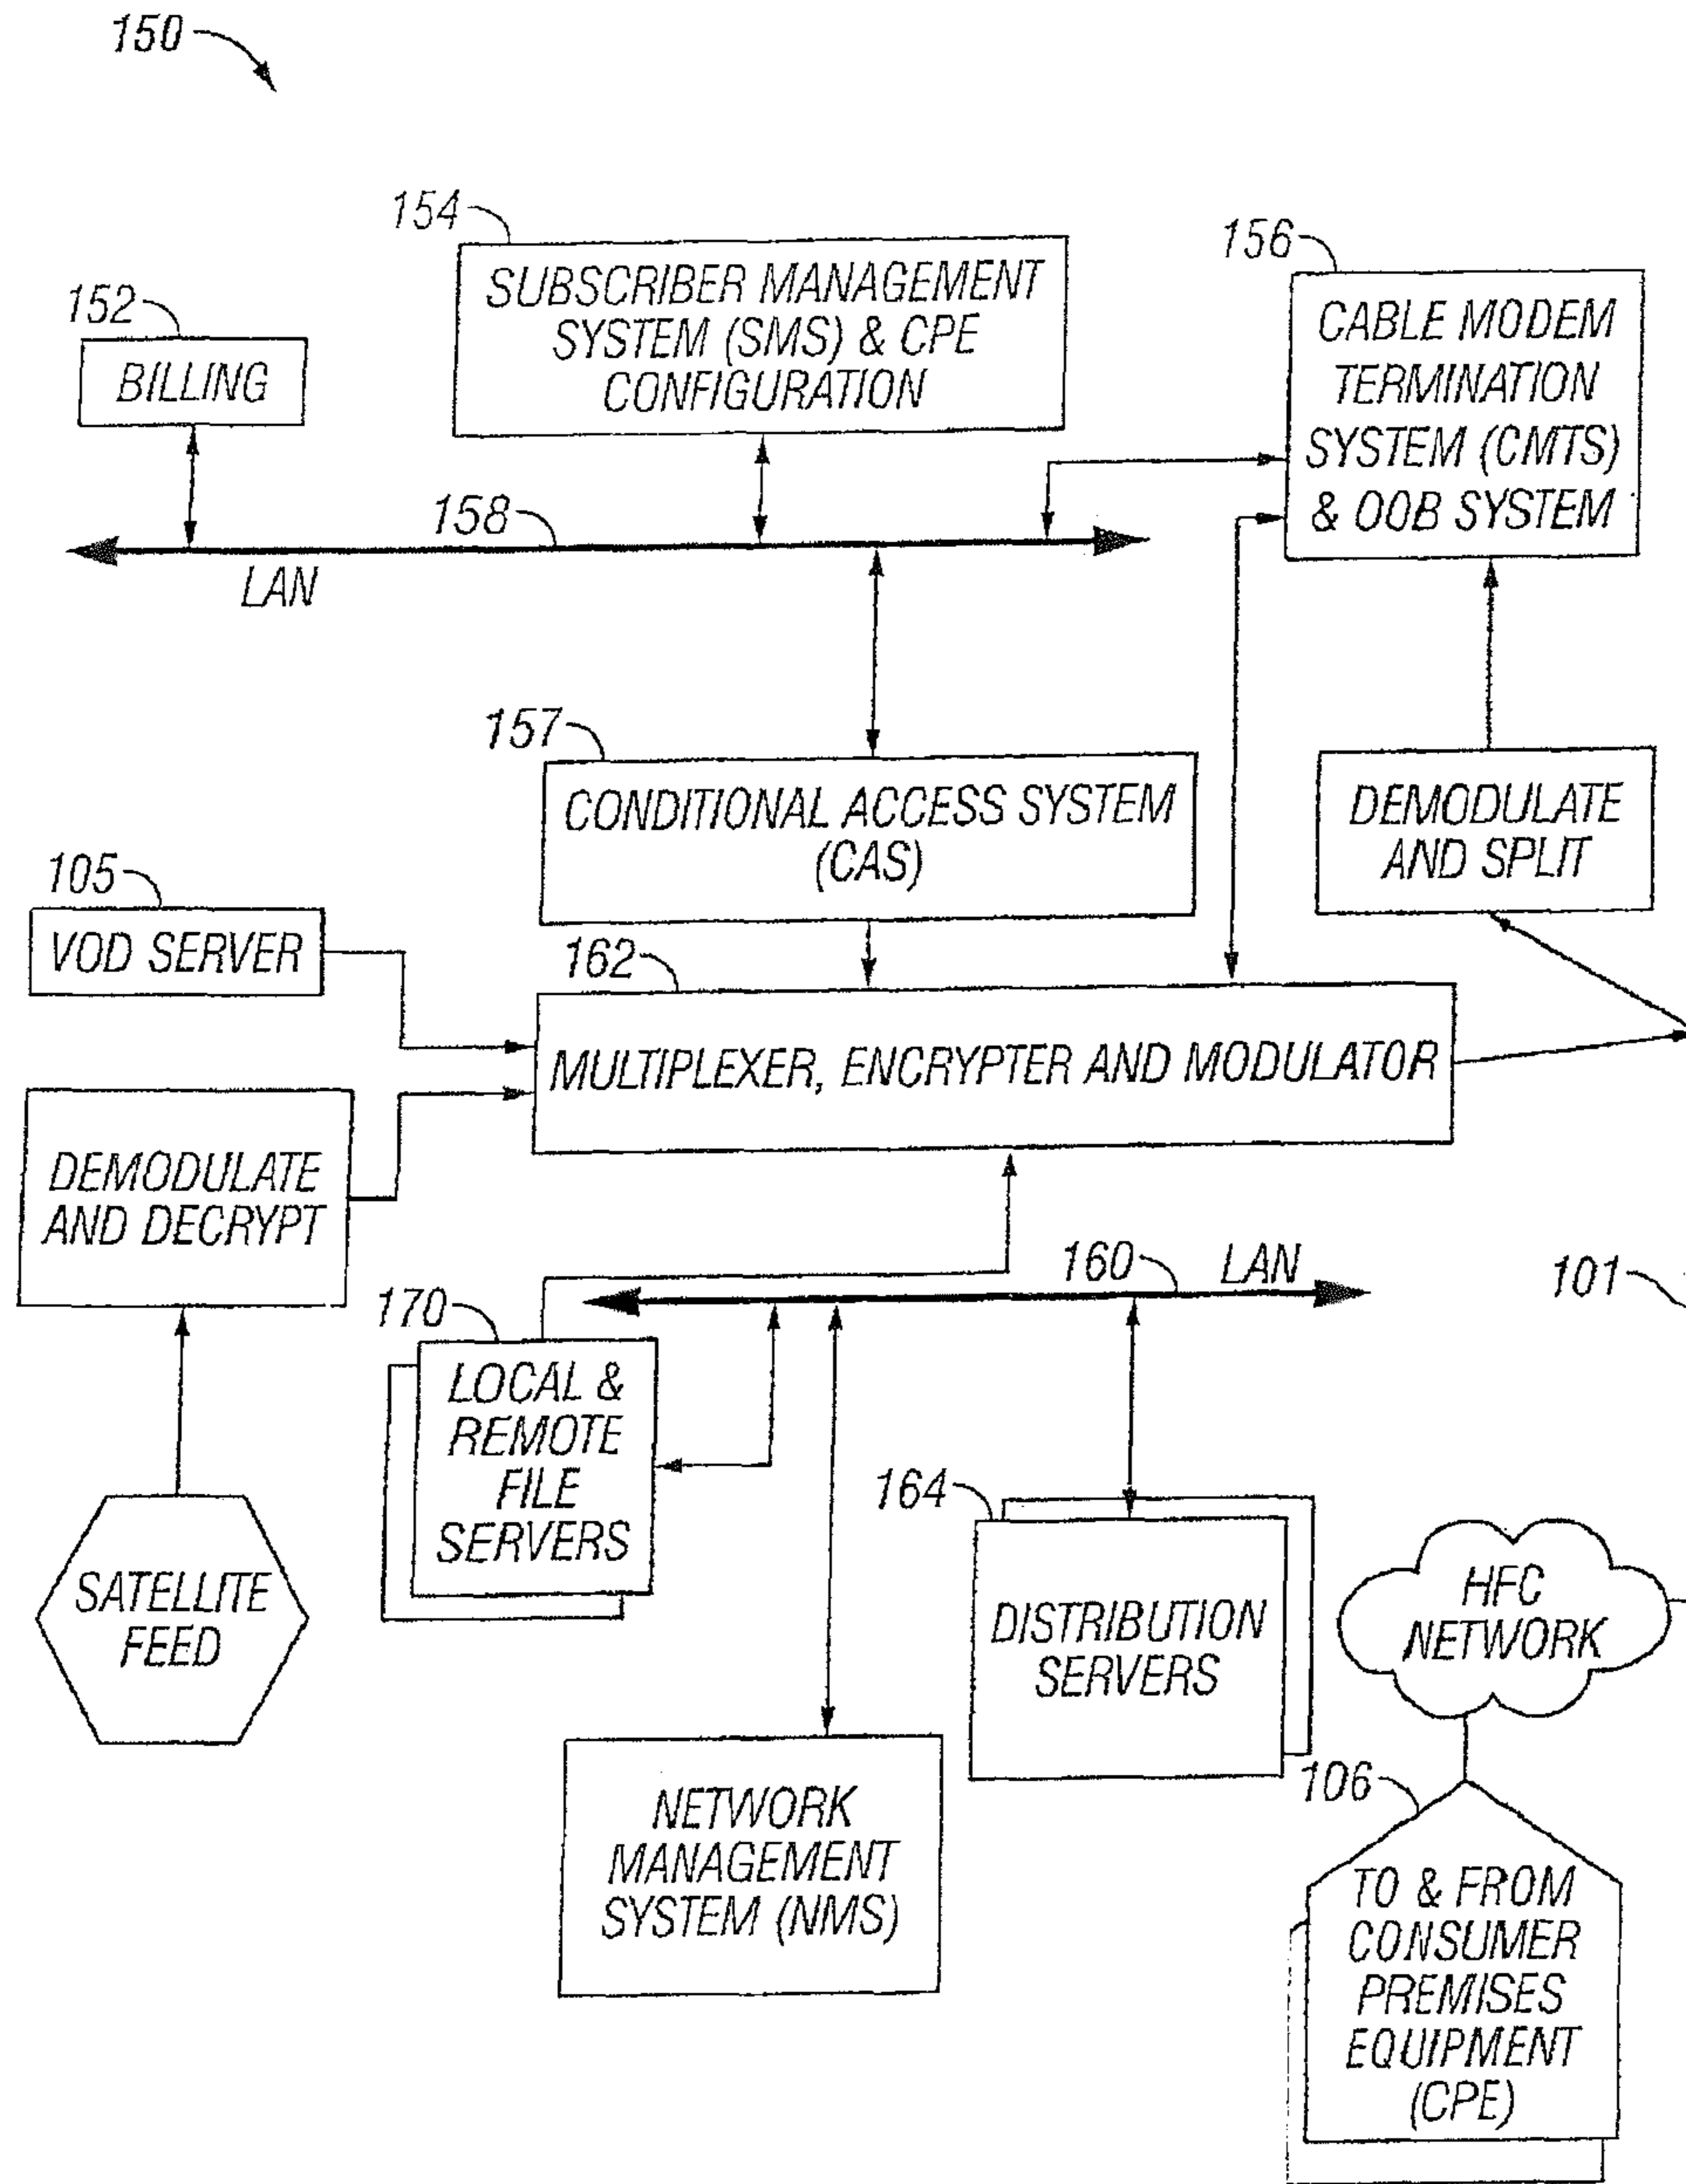 150
154
SUBSCRIBER MANAGEMENT
SYSTEM (SMS) & CPE
CONFIGURATION
156
CABLE MODEM
TERMINATION
SYSTEM (CMTS)
& OOB SYSTEM
152
BILLING
158
LAN
157
CONDITIONAL ACCESS SYSTEM
(CAS)
DEMODULATE
AND SPLIT
105
VOD SERVER
162
MULTIPLEXER, ENCRYPTER AND MODULATOR
DEMODULATE
AND DECRYPT
160
LAN
101
170
LOCAL &
REMOTE
FILE
SERVERS
164
DISTRIBUTION
SERVERS
SATELLITE
FEED
HFC
NETWORK
NETWORK
MANAGEMENT
SYSTEM (NMS)
106
TO & FROM
CONSUMER
PREMISES
EQUIPMENT
(CPE)